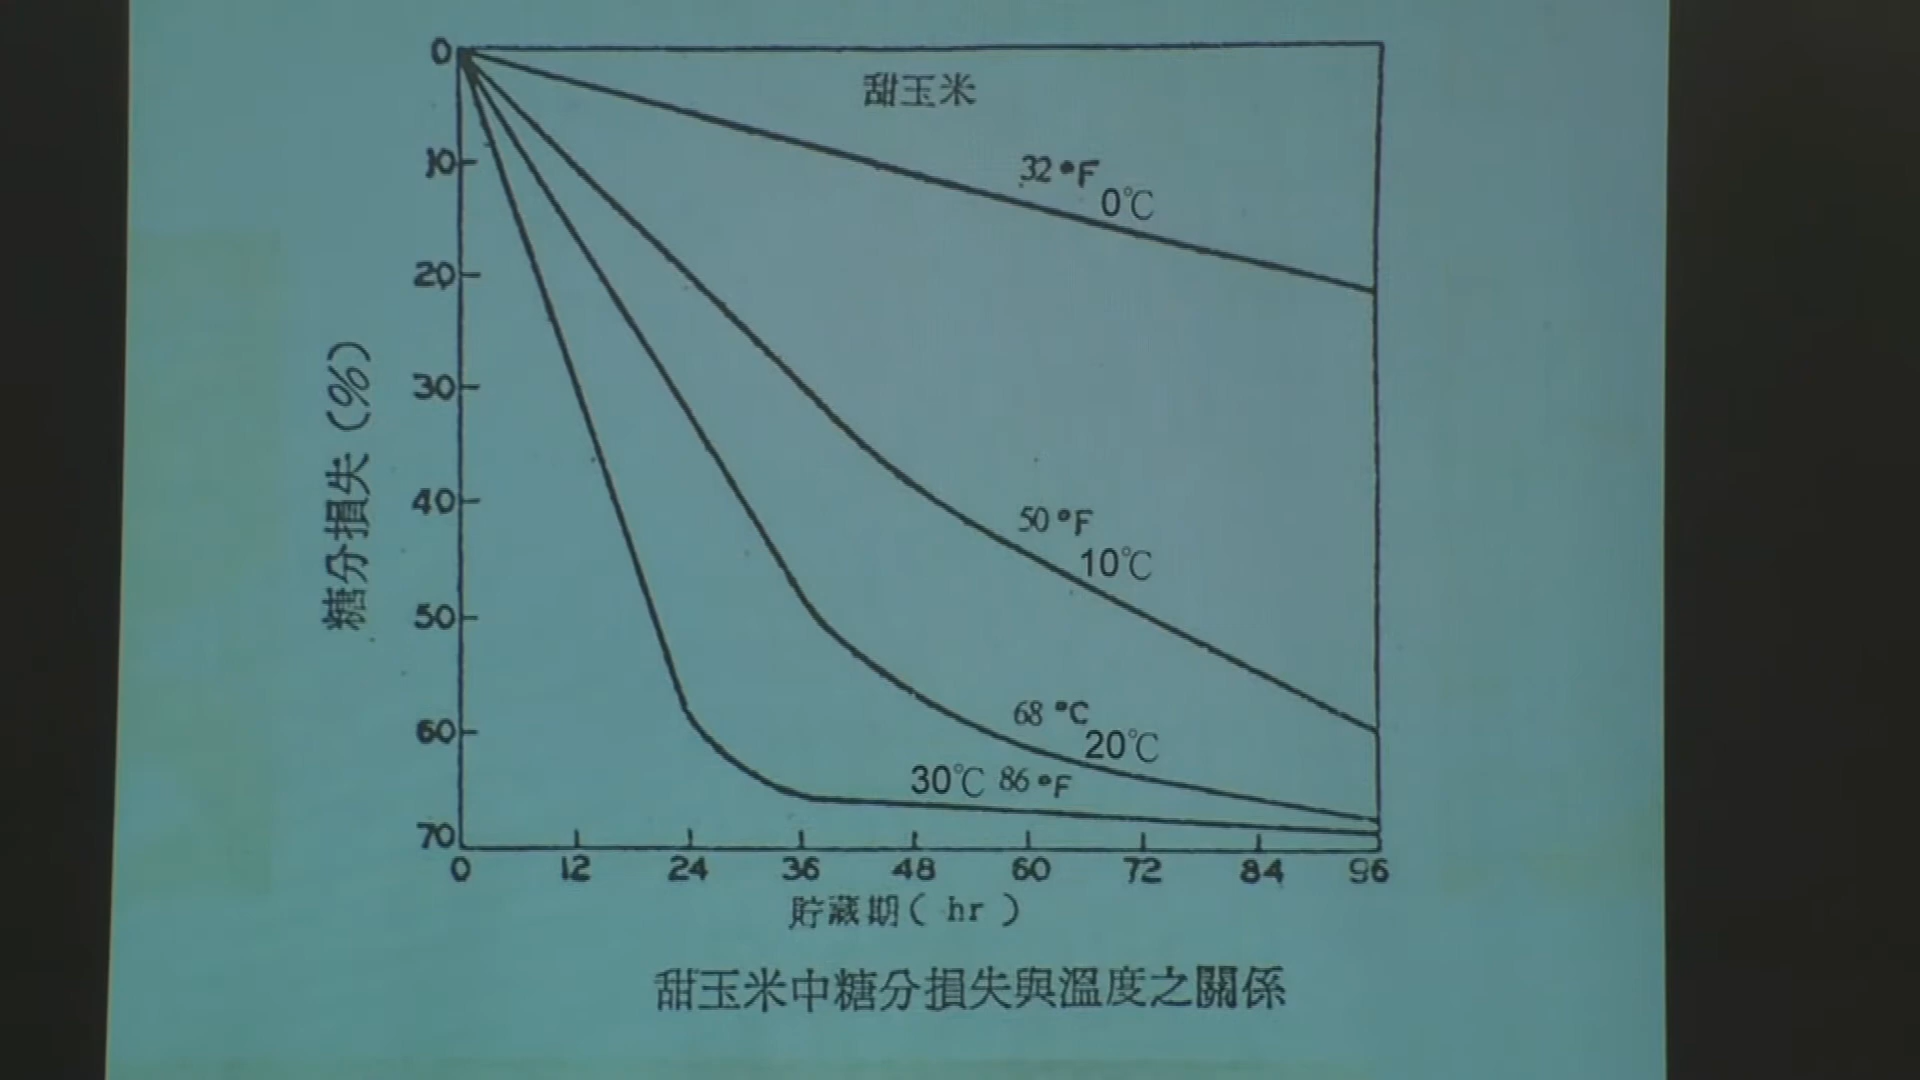 甜玉米
32 °F
0℃
50 °F
10℃
68 °C
20℃
30℃ 86 °F
糖分損失(%)
0
10
20
30
40
50
60
70
0 12 24 36 48 60 72 84 96
貯藏期( hr )
甜玉米中糖分損失與溫度之關係